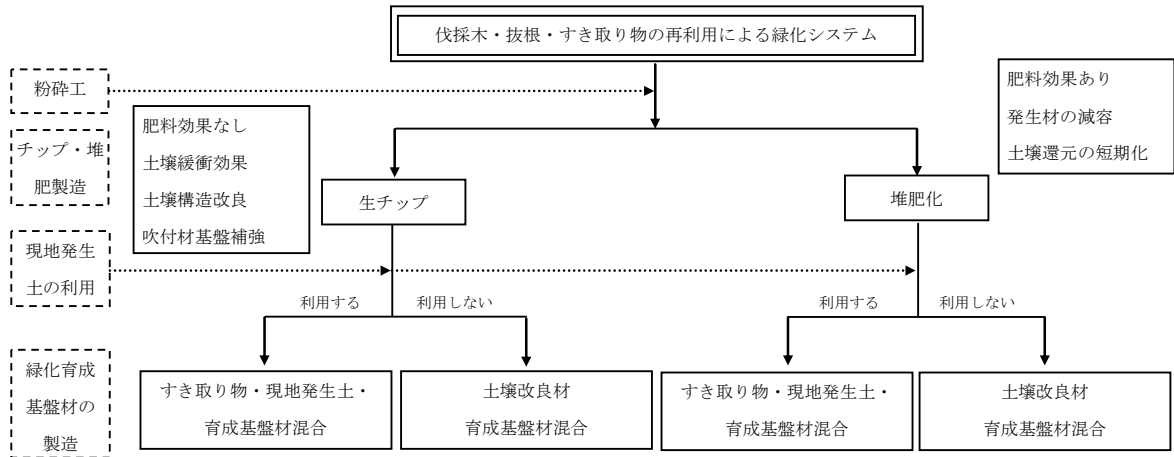 伐採木・抜根・すき取り物の再利用による緑化システム
粉砕工
肥料効果あり
発生材の減容
土壌還元の短期化
肥料効果なし
土壌緩衝効果
土壌構造改良
吹付材基盤補強
チップ・堆
肥製造
生チップ
堆肥化
現地発生
土の利用
利用する
利用しない
利用する
利用しない
緑化育成
基盤材の
製造
すき取り物・現地発生土・
育成基盤材混合
土壌改良材
育成基盤材混合
すき取り物・現地発生土・
育成基盤材混合
土壌改良材
育成基盤材混合